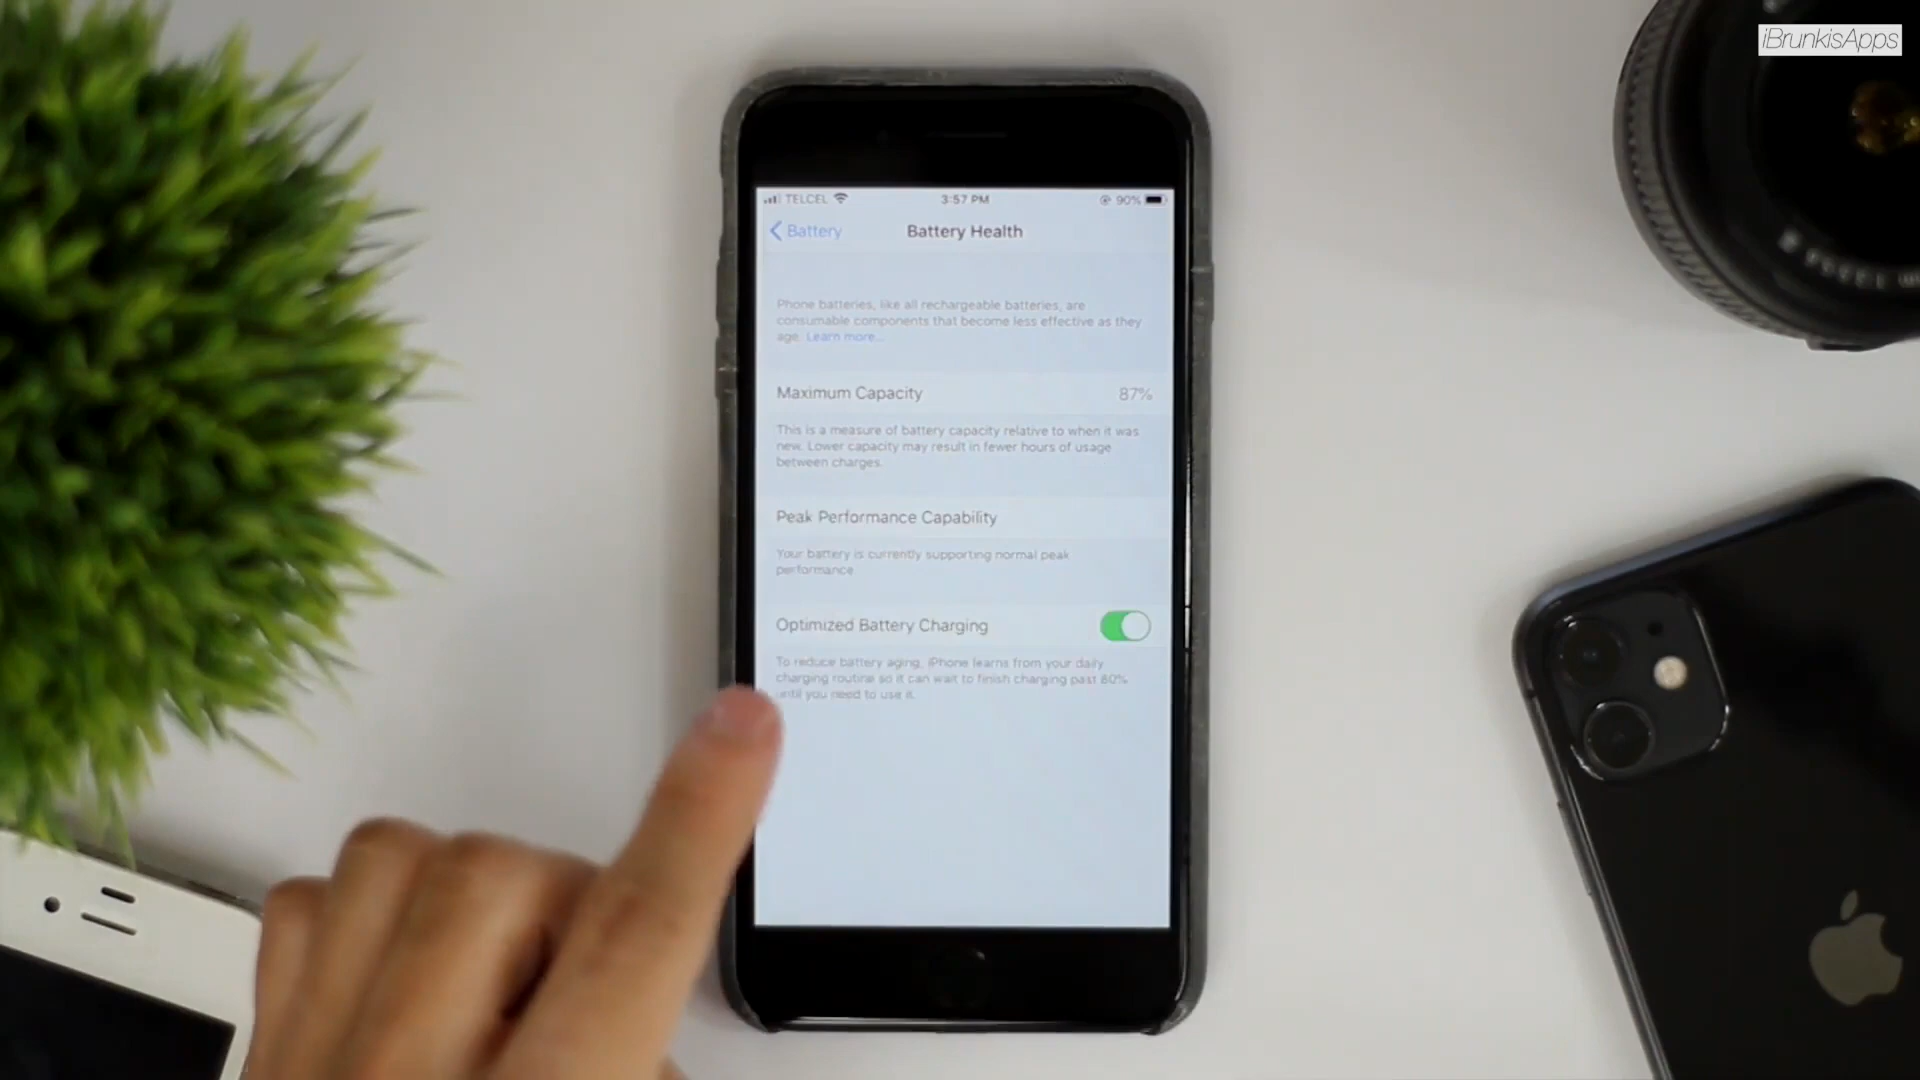 iBrunkisApps
TELCEL 3:57 PM 90%
Battery Battery Health
Phone batteries, like all rechargeable batteries, are
consumable components that become less effective as they
age. Learn more...
Maximum Capacity 87%
This is a measure of battery capacity relative to when it was
new. Lower capacity may result in fewer hours of usage
between charges.
Peak Performance Capability
Your battery is currently supporting normal peak
performance.
Optimized Battery Charging
To reduce battery aging, iPhone learns from your daily
charging routine so it can wait to finish charging past 80%
until you need to use it.